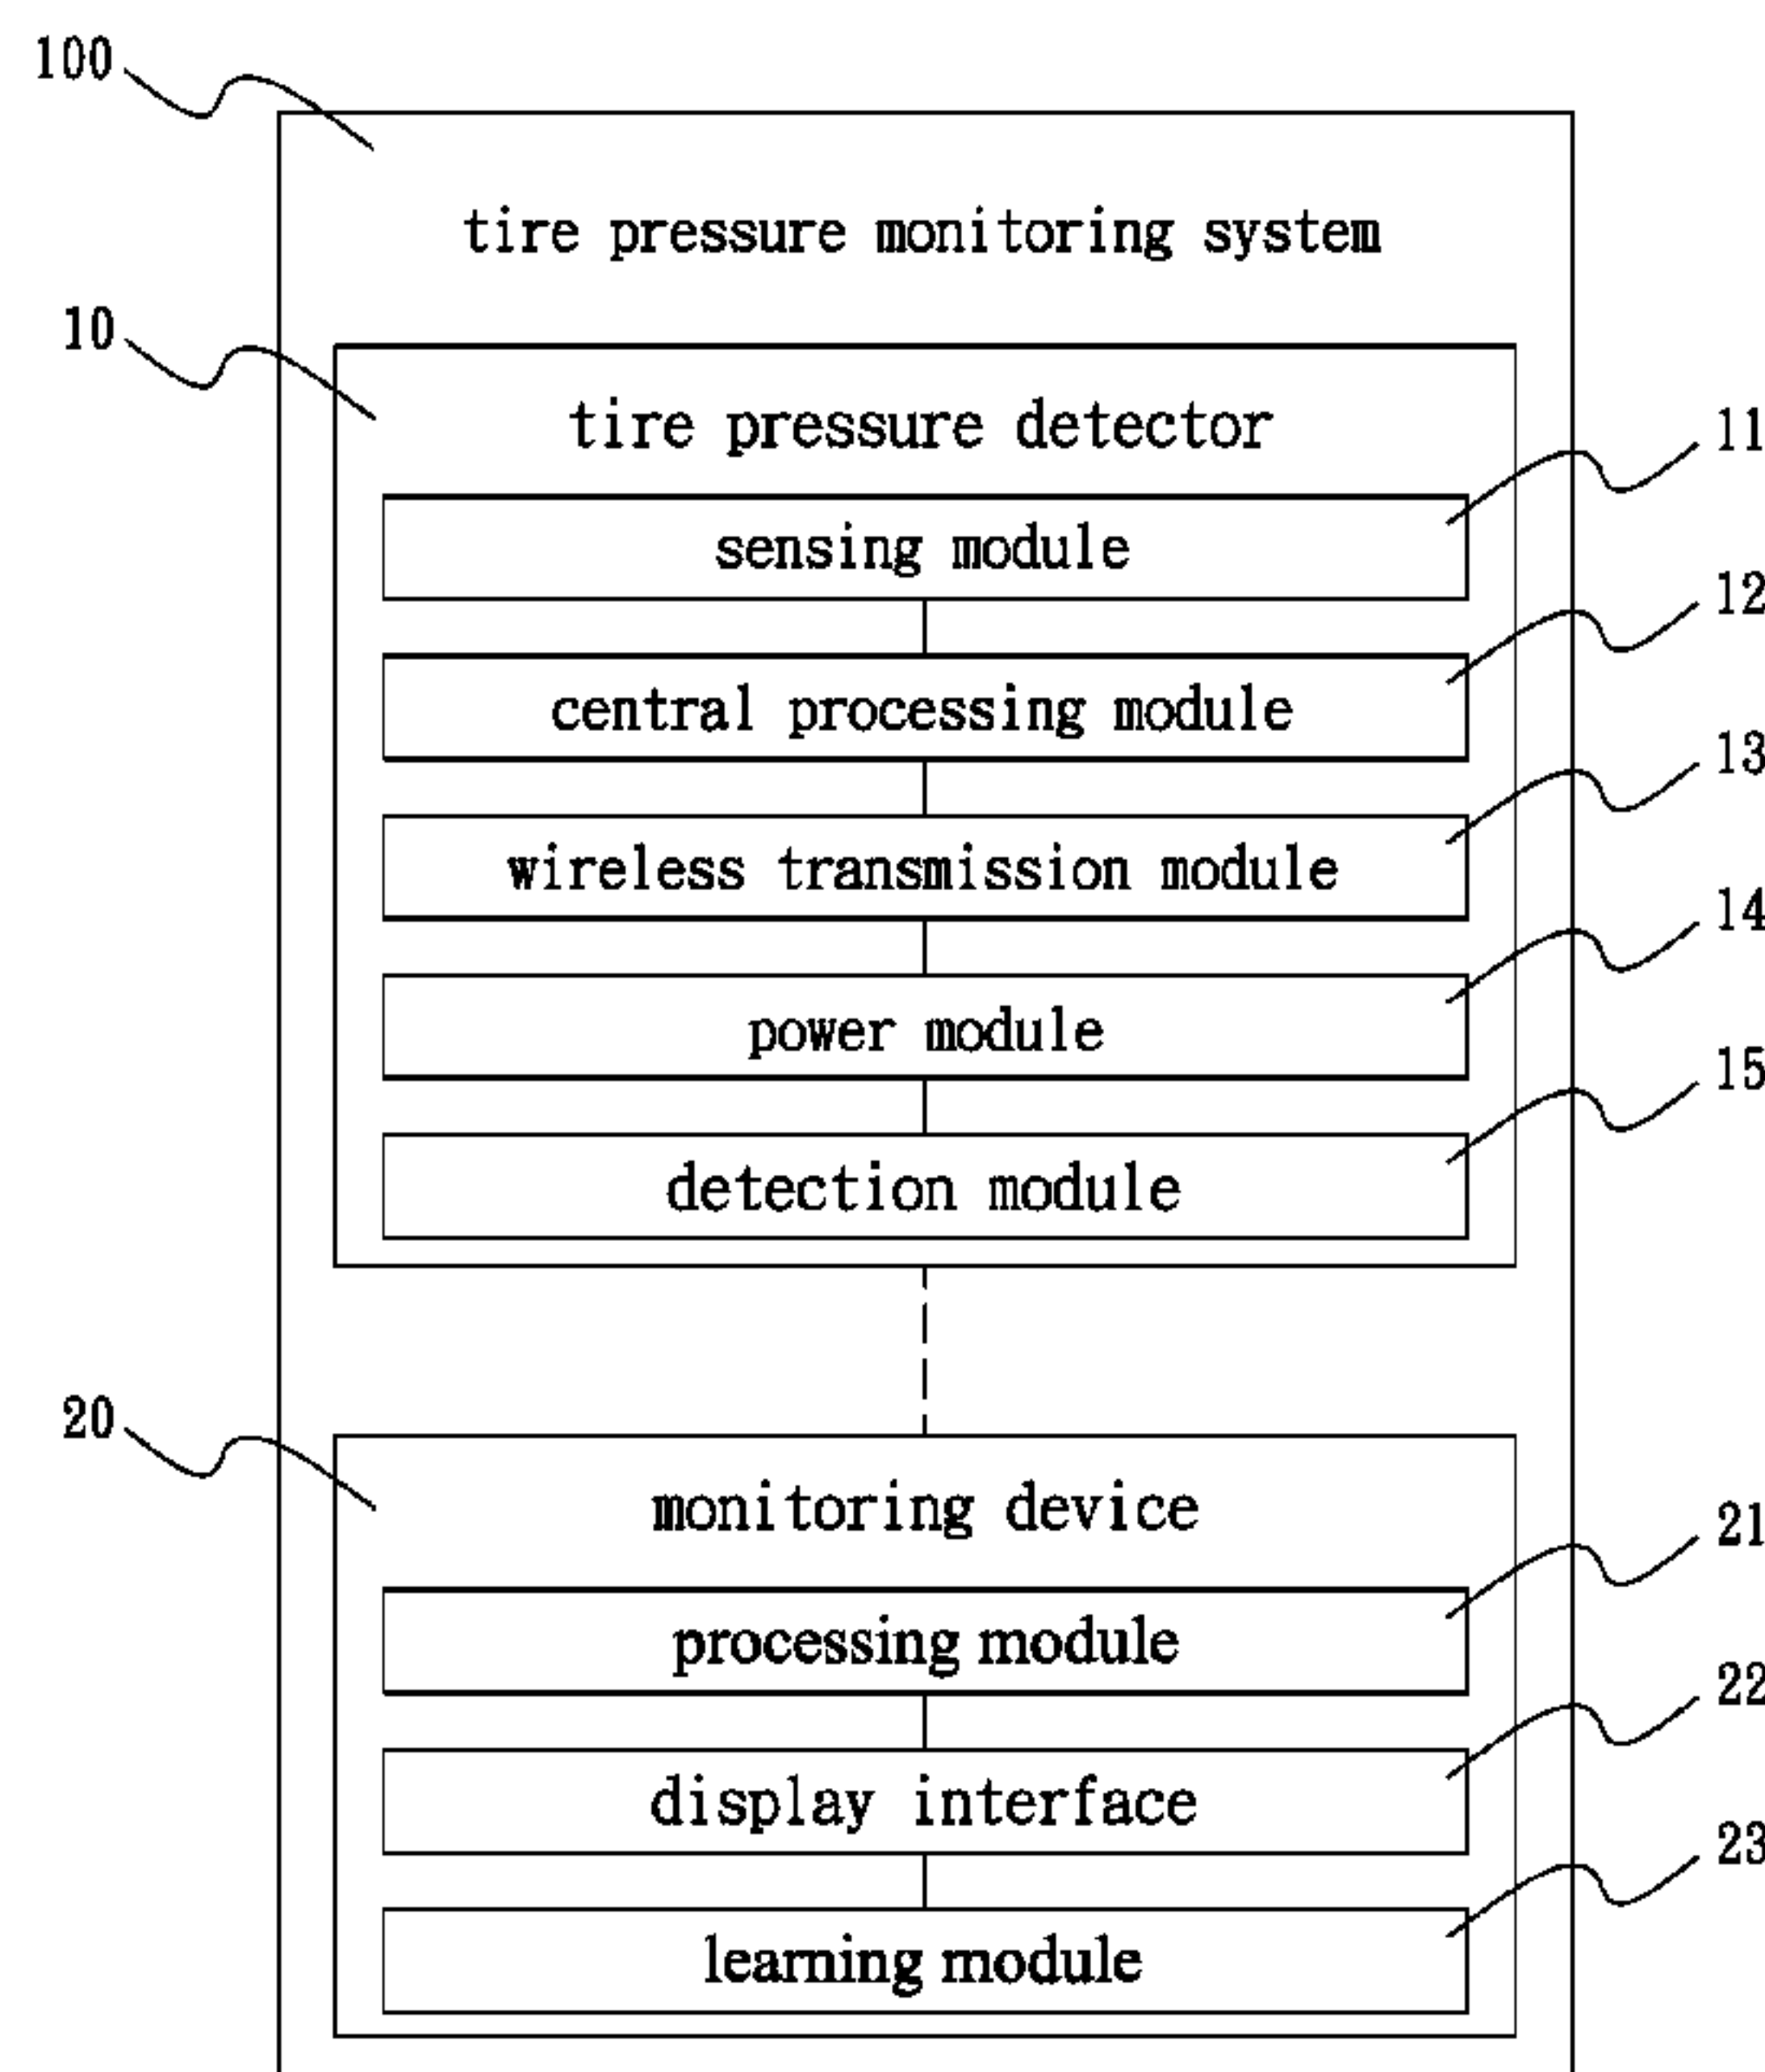 100
tire pressure monitoring system
10
tire pressure detector
11
sensing module
12
central processing module
13
wireless transmission module
14
power module
15
detection module
20
monitoring device
21
processing module
22
display interface
23
learning module